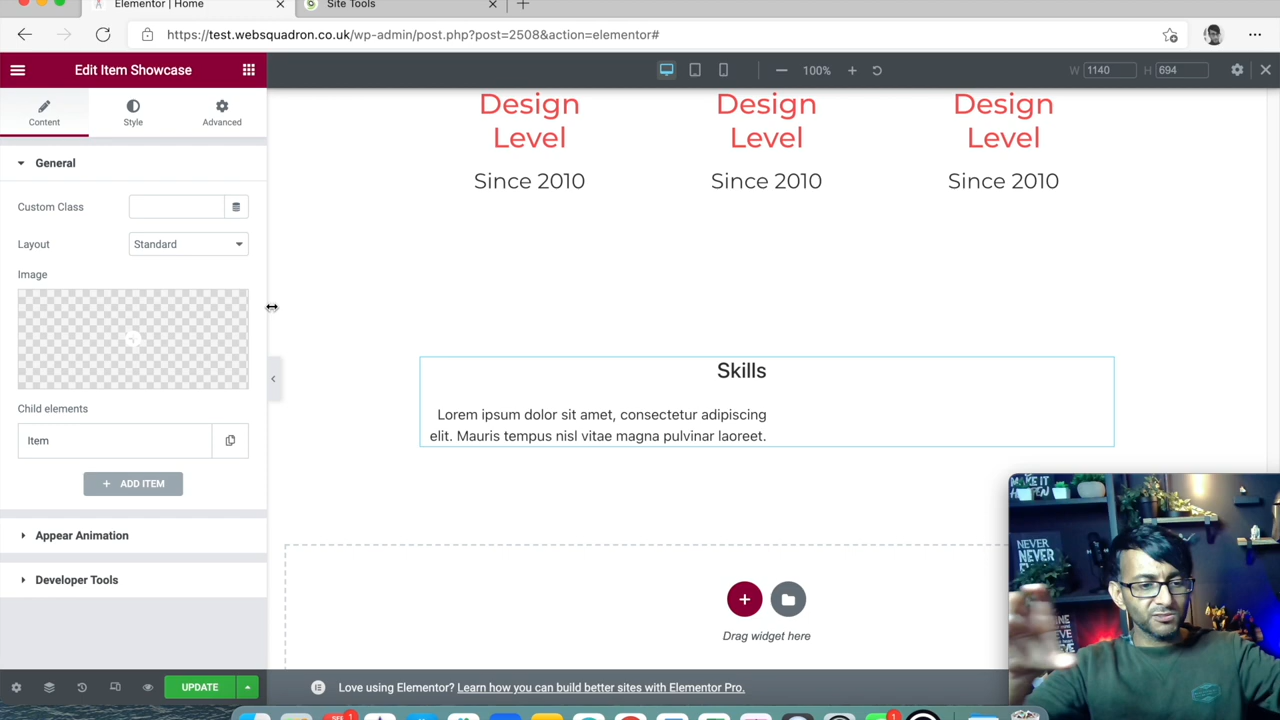 Elementor | Home
Site Tools
https://test.websquadron.co.uk/wp-admin/post.php?post=2508&action=elementor#
Edit Item Showcase
100%
W 1140 H 694
Content
Style
Advanced
General
Custom Class
Layout
Standard
Image
Child elements
Item
+ ADD ITEM
Appear Animation
Developer Tools
UPDATE
Design
Level
Since 2010
Design
Level
Since 2010
Design
Level
Since 2010
Skills
Lorem ipsum dolor sit amet, consectetur adipiscing
elit. Mauris tempus nisl vitae magna pulvinar laoreet.
Drag widget here
Love using Elementor? Learn how you can build better sites with Elementor Pro.
MAKE IT
HAPPEN
NEVER
NEVER